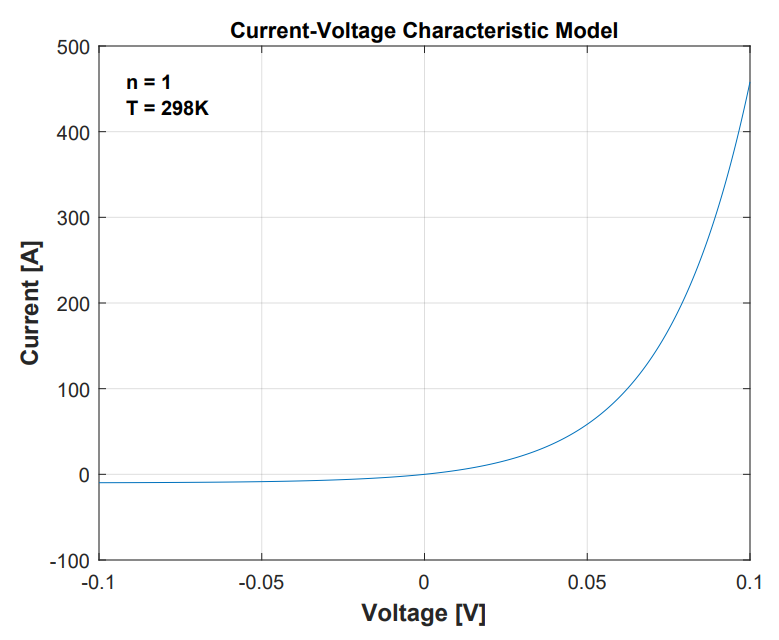 Current-Voltage Characteristic Model
500
n = 1
T = 298K
400
300
Current [A]
200
100
0
-100
-0.1 -0.05 0 0.05 0.1
Voltage [V]